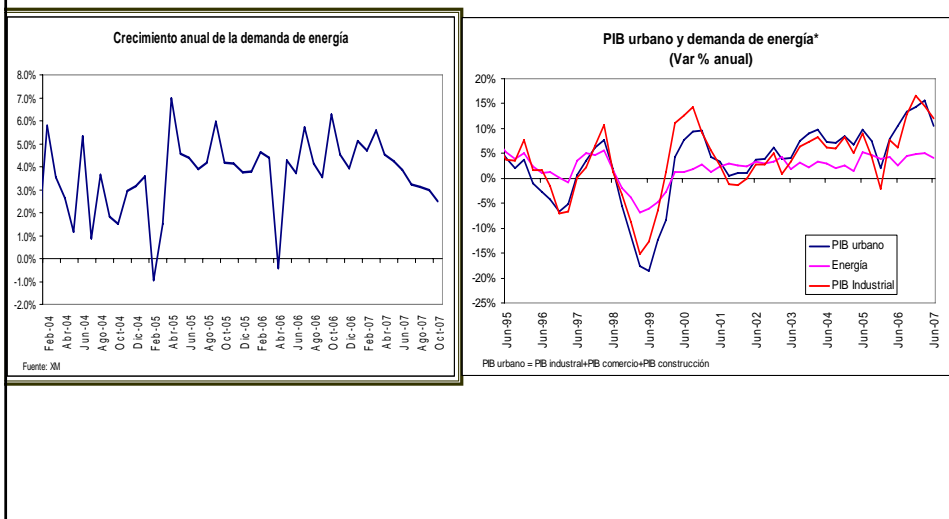 Crecimiento anual de la demanda de energía
8.0%
7.0%
6.0%
5.0%
4.0%
3.0%
2.0%
1.0%
0.0%
-1.0%
-2.0%
Feb-04
Abr-04
Jun-04
Ago-04
Oct-04
Dic-04
Feb-05
Abr-05
Jun-05
Ago-05
Oct-05
Dic-05
Feb-06
Abr-06
Jun-06
Ago-06
Oct-06
Dic-06
Feb-07
Abr-07
Jun-07
Ago-07
Oct-07
Fuente: XM
PIB urbano y demanda de energía*
(Var % anual)
20%
15%
10%
5%
0%
-5%
-10%
-15%
-20%
-25%
Jun-95
Jun-96
Jun-97
Jun-98
Jun-99
Jun-00
Jun-01
Jun-02
Jun-03
Jun-04
Jun-05
Jun-06
Jun-07
PIB urbano
Energía
PIB Industrial
PIB urbano = PIB industral+PIB comercio+PIB construcción